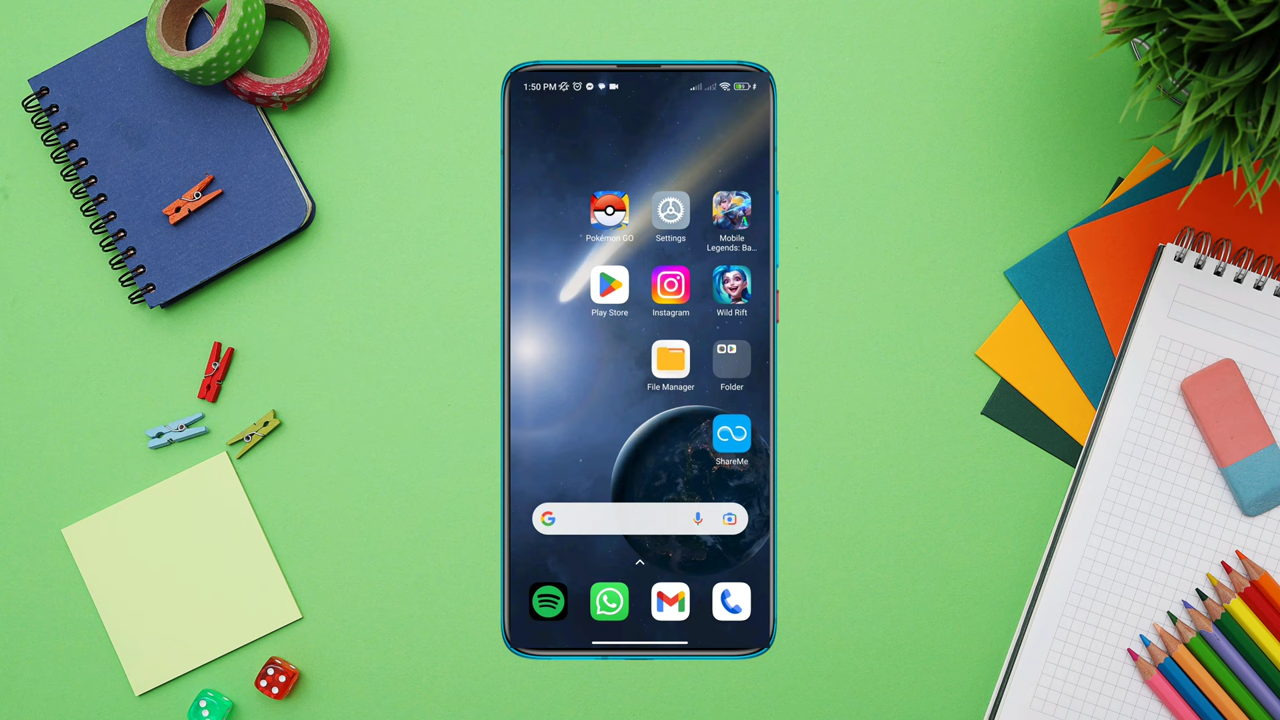 1:50 PM
Pokémon GO
Settings
Mobile
Legends: Ba...
Play Store
Instagram
Wild Rift
File Manager
Folder
ShareMe